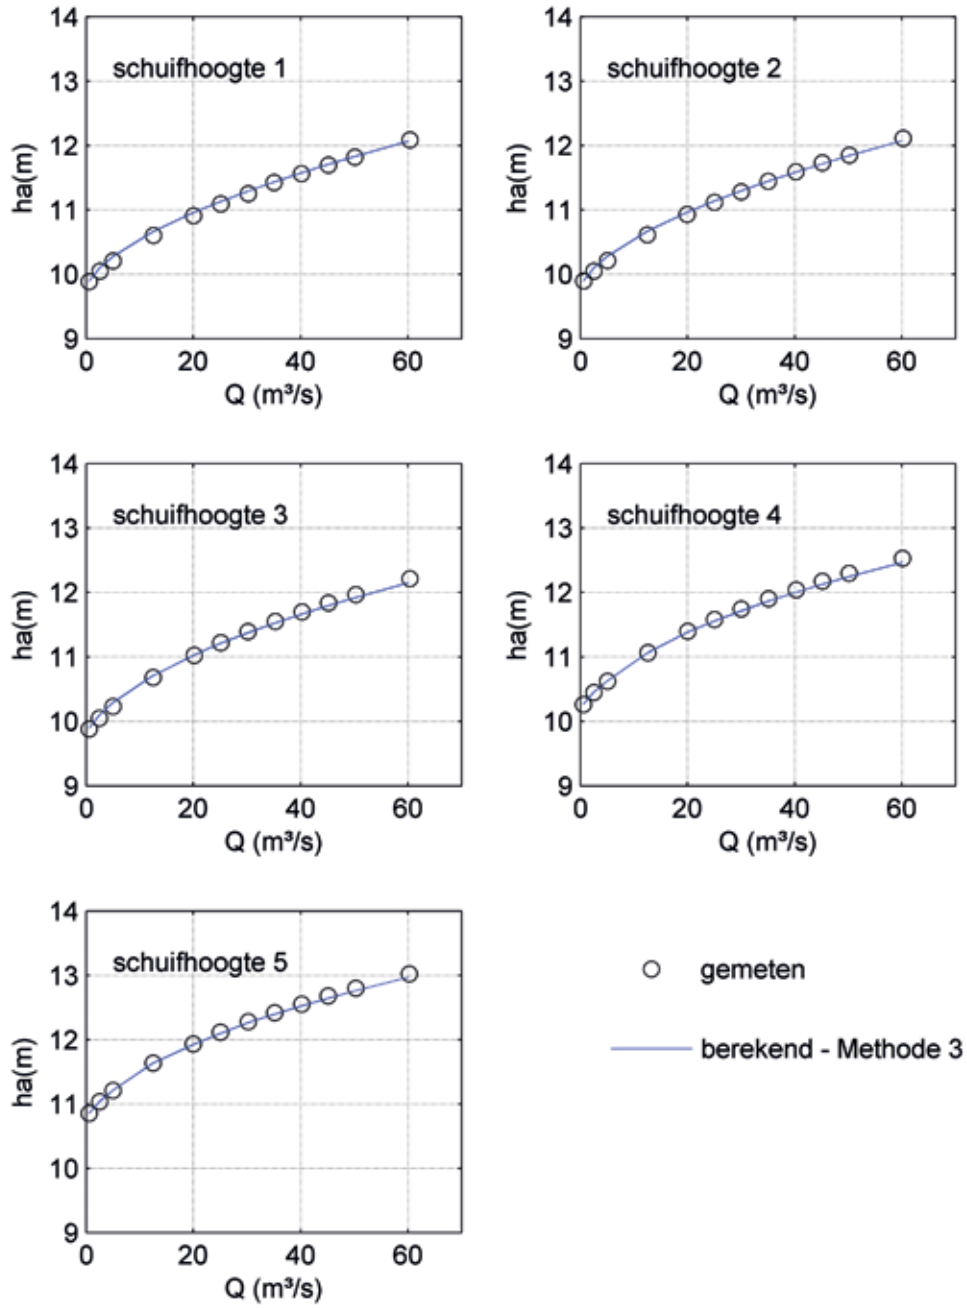 14
13
12
11
10
9
ha(m)
schuifhoogte 1
0 20 40 60
Q (m³/s)
14
13
12
11
10
9
ha(m)
schuifhoogte 2
0 20 40 60
Q (m³/s)
14
13
12
11
10
9
ha(m)
schuifhoogte 3
0 20 40 60
Q (m³/s)
14
13
12
11
10
9
ha(m)
schuifhoogte 4
0 20 40 60
Q (m³/s)
14
13
12
11
10
9
ha(m)
schuifhoogte 5
0 20 40 60
Q (m³/s)
gemeten
berekend - Methode 3